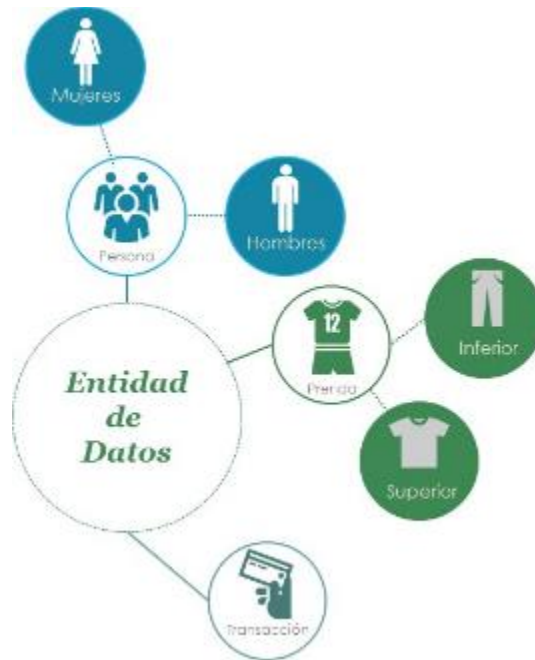 Mujeres
Persona
Hombres
12
Prenda
Inferior
Superior
Entidad
de
Datos
Transacción